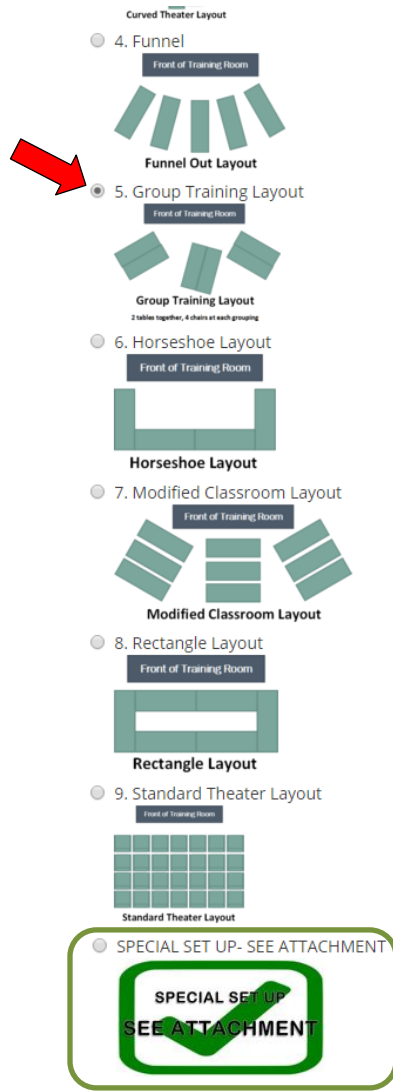 Curved Theater Layout
4. Funnel
Front of Training Room
Funnel Out Layout
5. Group Training Layout
Front of Training Room
Group Training Layout
2 tables together, 4 chairs at each grouping
6. Horseshoe Layout
Front of Training Room
Horseshoe Layout
7. Modified Classroom Layout
Front of Training Room
Modified Classroom Layout
8. Rectangle Layout
Front of Training Room
Rectangle Layout
9. Standard Theater Layout
Front of Training Room
Standard Theater Layout
SPECIAL SET UP- SEE ATTACHMENT
SPECIAL SET UP
SEE ATTACHMENT